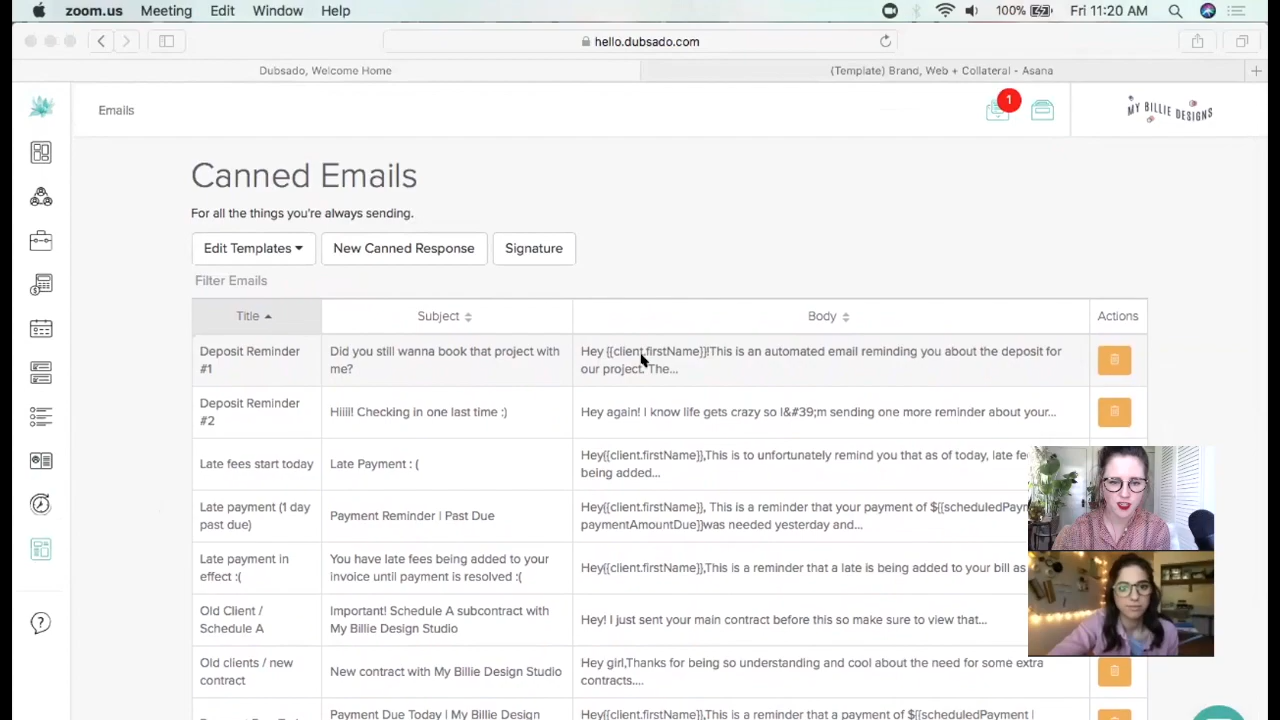 zoom.us Meeting Edit Window Help 100% Fri 11:20 AM
hello.dubsado.com
Dubsado, Welcome Home (Template) Brand, Web + Collateral - Asana
Emails 1 MY BILLIE DESIGNS
Canned Emails
For all the things you're always sending.
Edit Templates New Canned Response Signature
Filter Emails
Title Subject Body Actions
Deposit Reminder
#1
Did you still wanna book that project with
me?
Hey {{client.firstName}}!This is an automated email reminding you about the deposit for
our project. The...
Deposit Reminder
#2
Hiiii! Checking in one last time :)
Hey again! I know life gets crazy so I&#39;m sending one more reminder about your...
Late fees start today
Late Payment : (
Hey{{client.firstName}},This is to unfortunately remind you that as of today, late fe
being added...
Late payment (1 day
past due)
Payment Reminder | Past Due
Hey{{client.firstName}}, This is a reminder that your payment of ${{scheduledPayn
paymentAmountDue}}was needed yesterday and...
Late payment in
effect :(
You have late fees being added to your
invoice until payment is resolved :(
Hey{{client.firstName}},This is a reminder that a late is being added to your bill as
Old Client /
Schedule A
Important! Schedule A subcontract with
My Billie Design Studio
Hey! I just sent your main contract before this so make sure to view that...
Old clients / new
contract
New contract with My Billie Design Studio
Hey girl,Thanks for being so understanding and cool about the need for some extra
contracts....
Payment Due Today | My Billie Design
Hey{{client.firstName}},This is a reminder that a payment of ${{scheduledPayment |